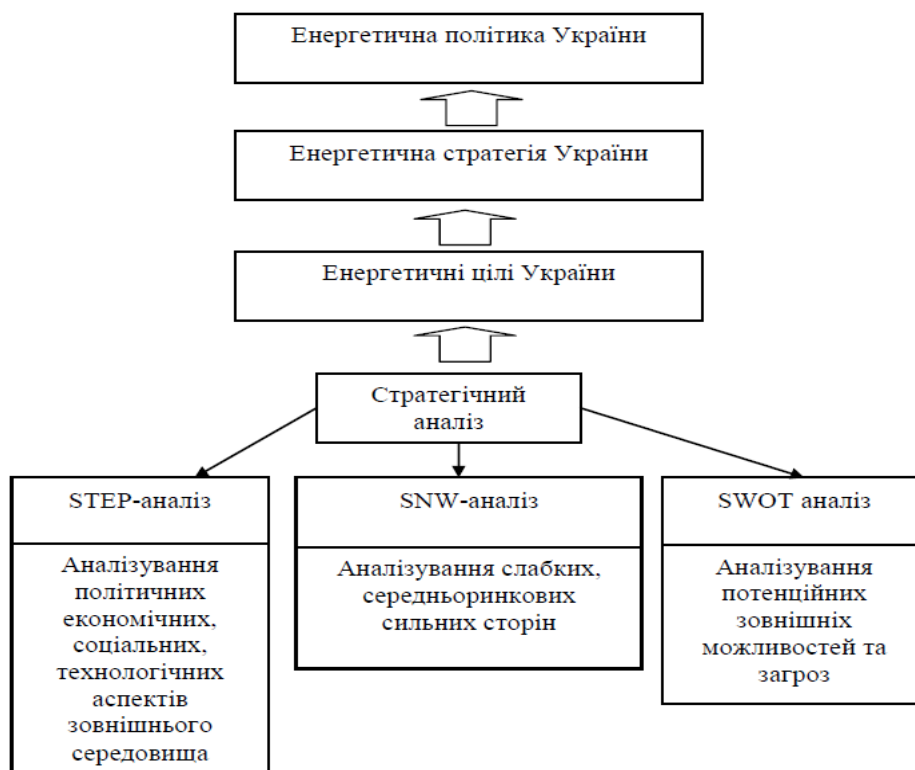 Енергетична політика України
Енергетична стратегія України
Енергетичні цілі України
Стратегічний
аналіз
STEP-аналіз
Аналізування
політичних
економічних,
соціальних,
технологічних
аспектів
зовнішнього
середовища
SNW-аналіз
Аналізування слабких,
середньоринкових
сильних сторін
SWOT аналіз
Аналізування
потенційних
зовнішніх
можливостей та
загроз